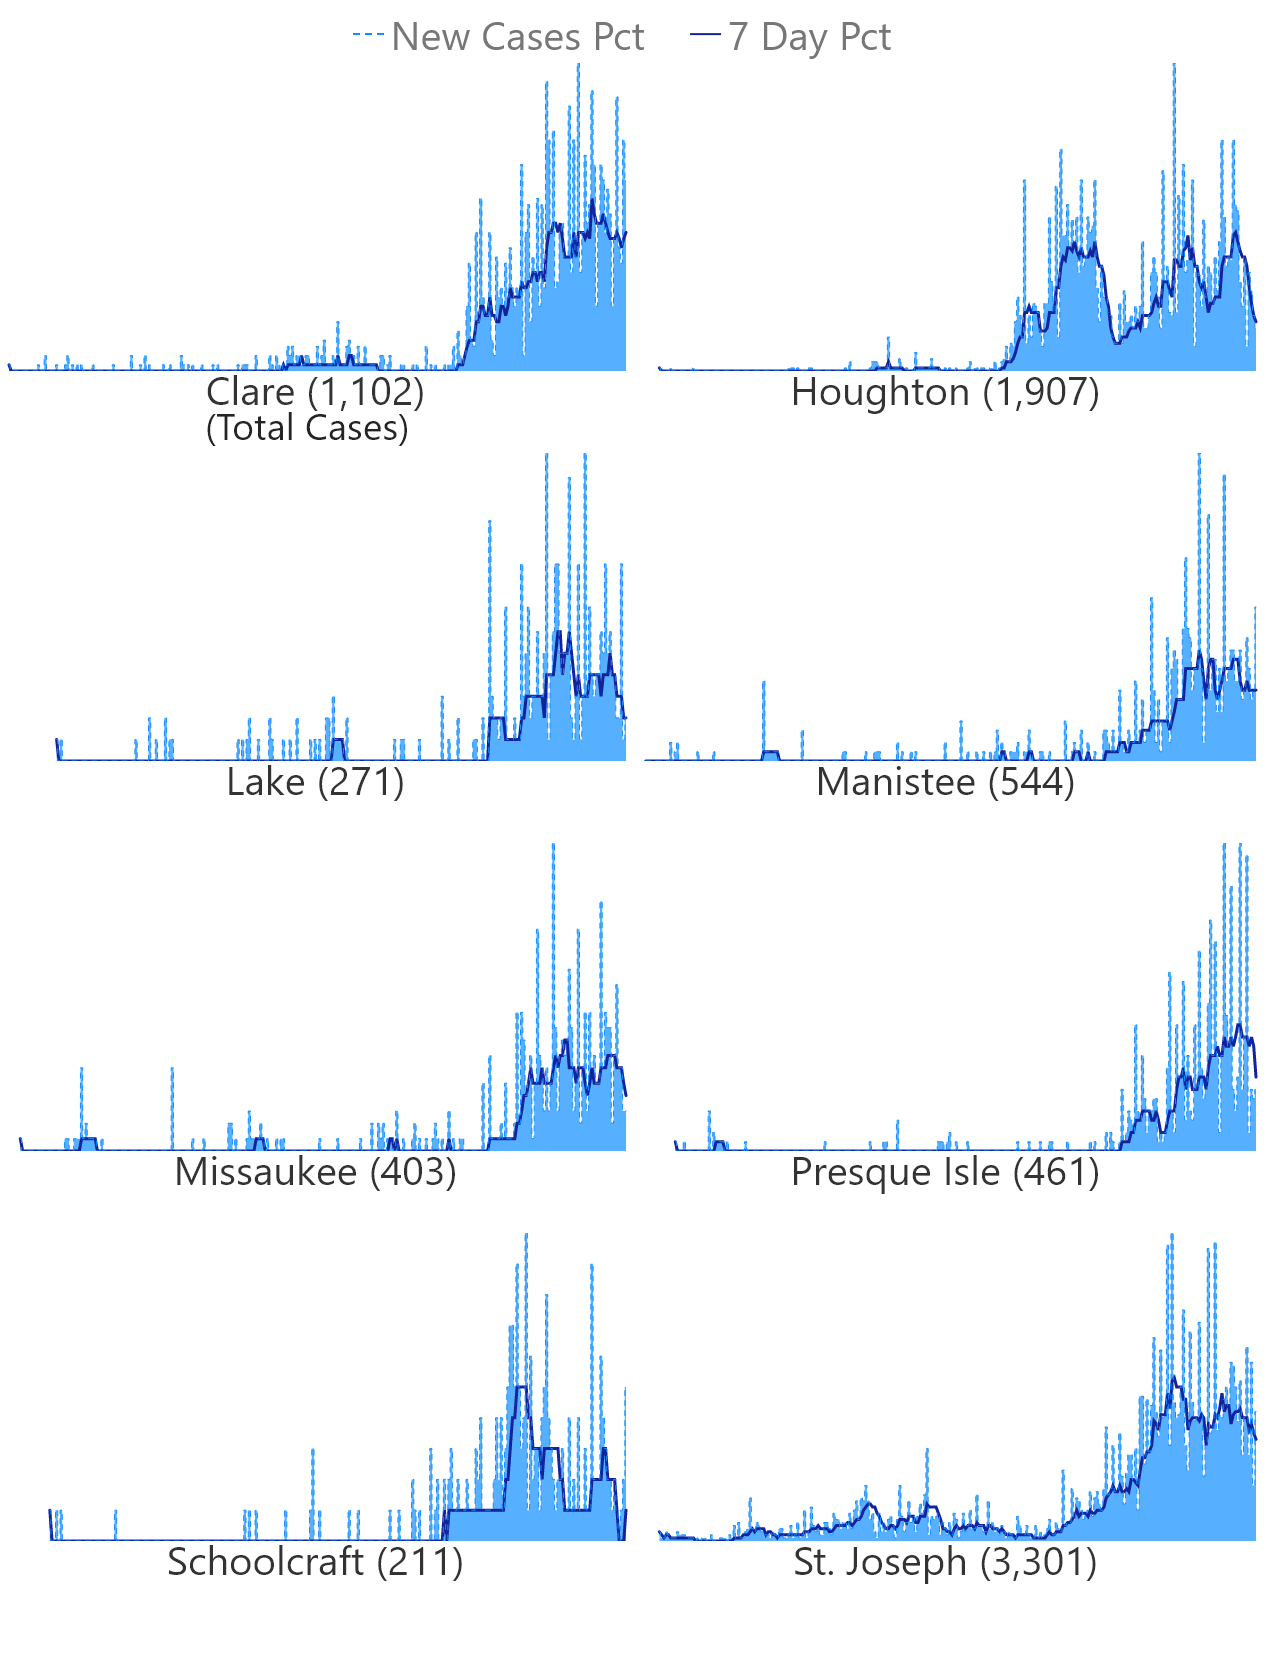 New Cases Pct 7 Day Pct
Clare (1,102)
(Total Cases)
Houghton (1,907)
Lake (271)
Manistee (544)
Missaukee (403)
Presque Isle (461)
Schoolcraft (211)
St. Joseph (3,301)